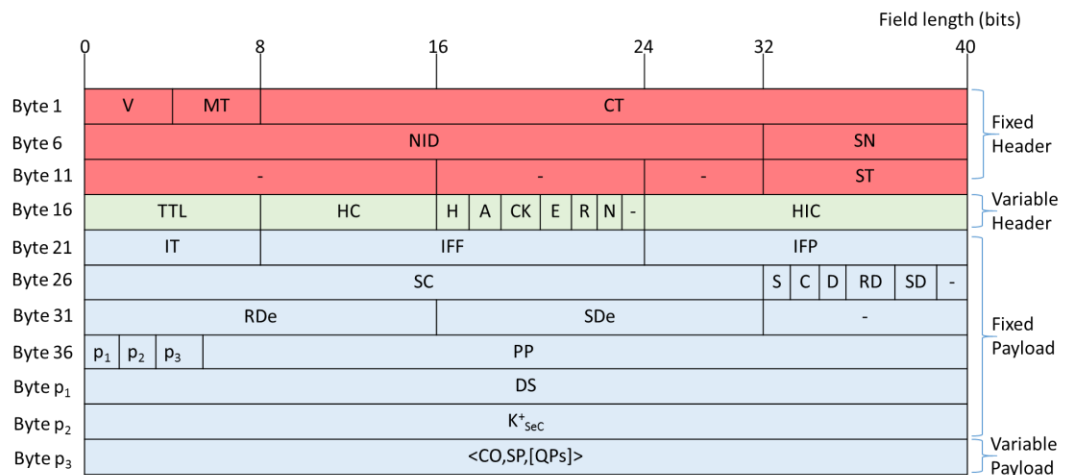 Field length (bits)
0 8 16 24 32 40
Byte 1 V MT CT
Byte 6 NID SN
Byte 11 - - - ST
Fixed
Header
Byte 16 TTL HC H A CK E R N - HIC
Variable
Header
Byte 21 IT IFF IFP
Byte 26 SC S C D RD SD -
Byte 31 RDe SDe -
Byte 36 p₁ p₂ p₃ PP
Fixed
Payload
Byte p₁ DS
Byte p₂ K⁺SeC
Byte p₃ <CO,SP,[QPs]>
Variable
Payload